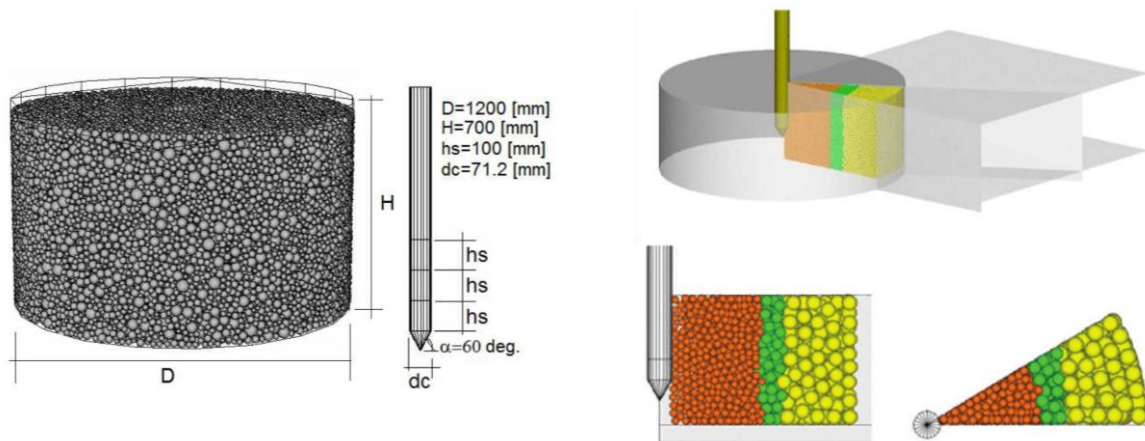 D=1200 [mm]
H=700 [mm]
hs=100 [mm]
dc=71.2 [mm]
H
hs
hs
hs
α=60 deg.
D
dc